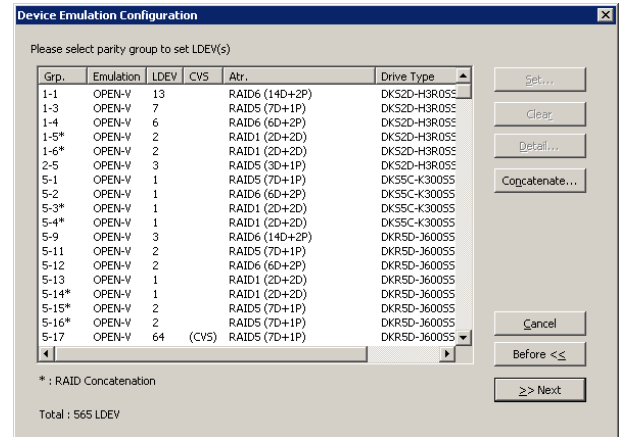 Device Emulation Configuration
Please select parity group to set LDEV(s)
Grp. Emulation LDEV CVS Atr. Drive Type
1-1 OPEN-V 13 RAID6 (14D+2P) DKS2D-H3R0SS
1-3 OPEN-V 7 RAID5 (7D+1P) DKS2D-H3R0SS
1-4 OPEN-V 6 RAID6 (6D+2P) DKS2D-H3R0SS
1-5* OPEN-V 2 RAID1 (2D+2D) DKS2D-H3R0SS
1-6* OPEN-V 2 RAID1 (2D+2D) DKS2D-H3R0SS
2-5 OPEN-V 3 RAID5 (3D+1P) DKS2D-H3R0SS
5-1 OPEN-V 1 RAID5 (7D+1P) DKS5C-K300SS
5-2 OPEN-V 1 RAID6 (6D+2P) DKS5C-K300SS
5-3* OPEN-V 1 RAID1 (2D+2D) DKS5C-K300SS
5-4* OPEN-V 1 RAID1 (2D+2D) DKS5C-K300SS
5-9 OPEN-V 3 RAID6 (14D+2P) DKR5D-J600SS
5-11 OPEN-V 2 RAID5 (7D+1P) DKR5D-J600SS
5-12 OPEN-V 2 RAID6 (6D+2P) DKR5D-J600SS
5-13 OPEN-V 1 RAID1 (2D+2D) DKR5D-J600SS
5-14* OPEN-V 1 RAID1 (2D+2D) DKR5D-J600SS
5-15* OPEN-V 2 RAID5 (7D+1P) DKR5D-J600SS
5-16* OPEN-V 2 RAID5 (7D+1P) DKR5D-J600SS
5-17 OPEN-V 64 (CVS) RAID5 (7D+1P) DKR5D-J600SS
Set...
Clear
Detail...
Concatenate...
Cancel
Before <<
>> Next
* : RAID Concatenation
Total : 565 LDEV